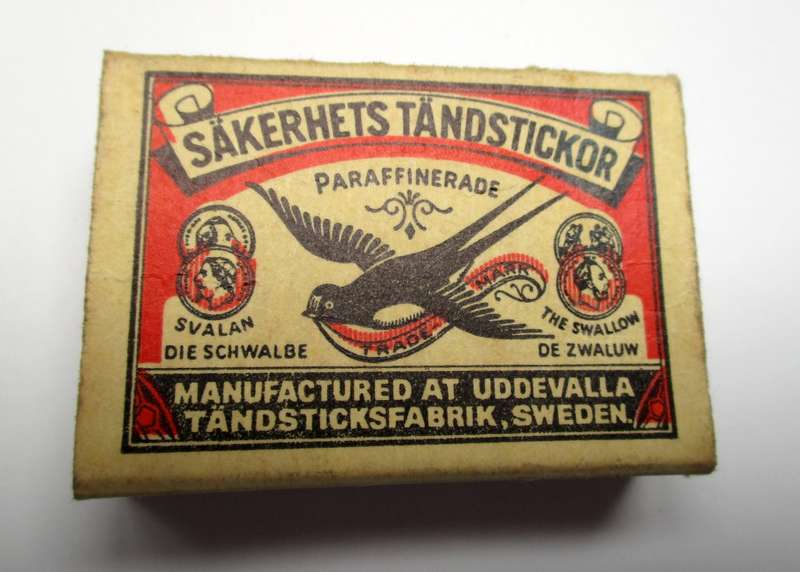 SÄKERHETS TÄNDSTICKOR
PARAFFINERADE
TRADE MARK
SVALAN
DIE SCHWALBE
THE SWALLOW
DE ZWALUW
MANUFACTURED AT UDDEVALLA
TÄNDSTICKSFABRIK, SWEDEN.